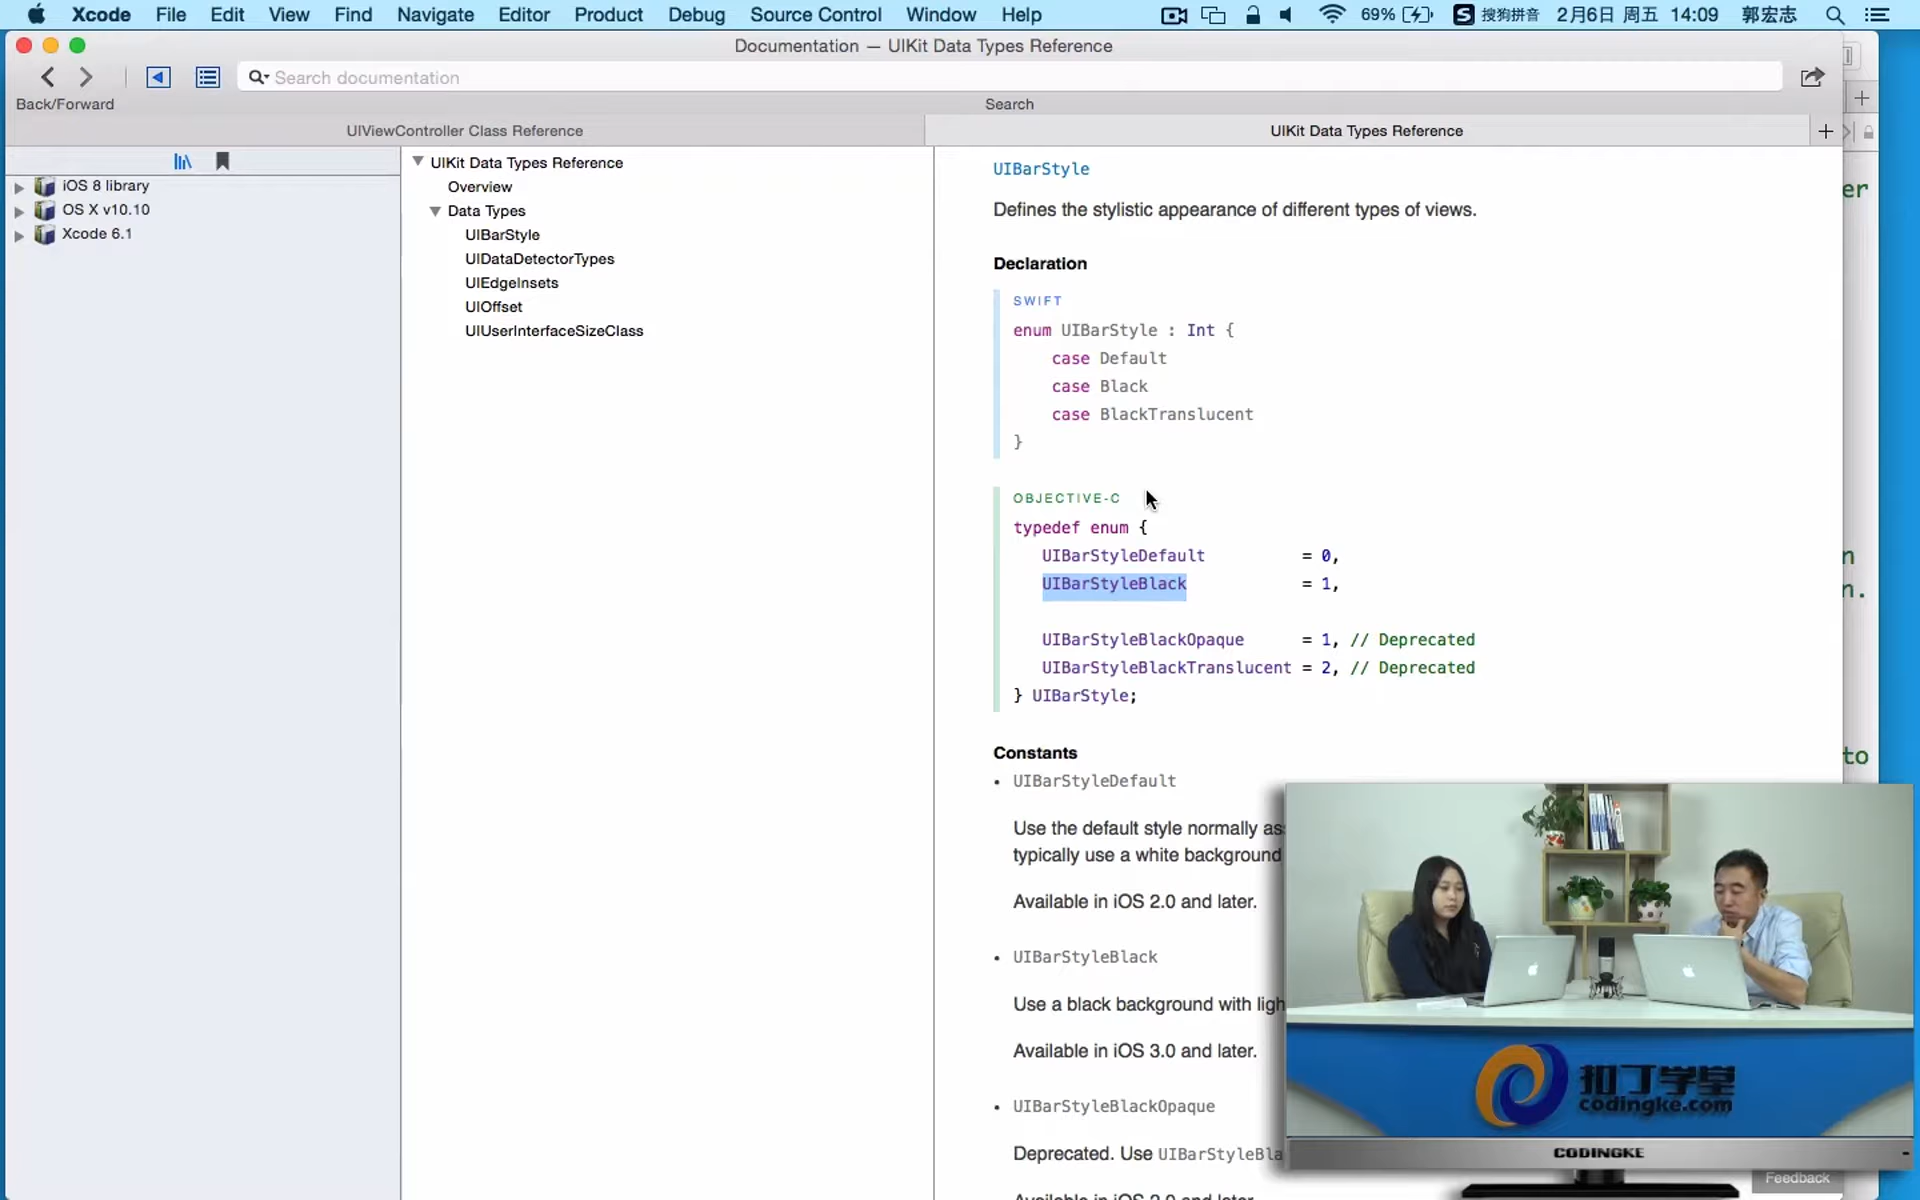 Xcode File Edit View Find Navigate Editor Product Debug Source Control Window Help 69% S 搜狗拼音 2月6日 周五 14:09 郭宏志
Documentation — UIKit Data Types Reference
Search documentation
Back/Forward
Search
UIViewController Class Reference
UIKit Data Types Reference
iOS 8 library
OS X v10.10
Xcode 6.1
UIKit Data Types Reference
Overview
Data Types
UIBarStyle
UIDataDetectorTypes
UIEdgeInsets
UIOffset
UIUserInterfaceSizeClass
UIBarStyle
Defines the stylistic appearance of different types of views.
Declaration
SWIFT
enum UIBarStyle : Int {
case Default
case Black
case BlackTranslucent
}
OBJECTIVE-C
typedef enum {
UIBarStyleDefault = 0,
UIBarStyleBlack = 1,
UIBarStyleBlackOpaque = 1, // Deprecated
UIBarStyleBlackTranslucent = 2, // Deprecated
} UIBarStyle;
Constants
• UIBarStyleDefault
Use the default style normally as
typically use a white background
Available in iOS 2.0 and later.
• UIBarStyleBlack
Use a black background with ligh
Available in iOS 3.0 and later.
• UIBarStyleBlackOpaque
Deprecated. Use UIBarStyleBla
er
n
n.
to
扣丁学堂
codingke.com
CODINGKE
Feedback